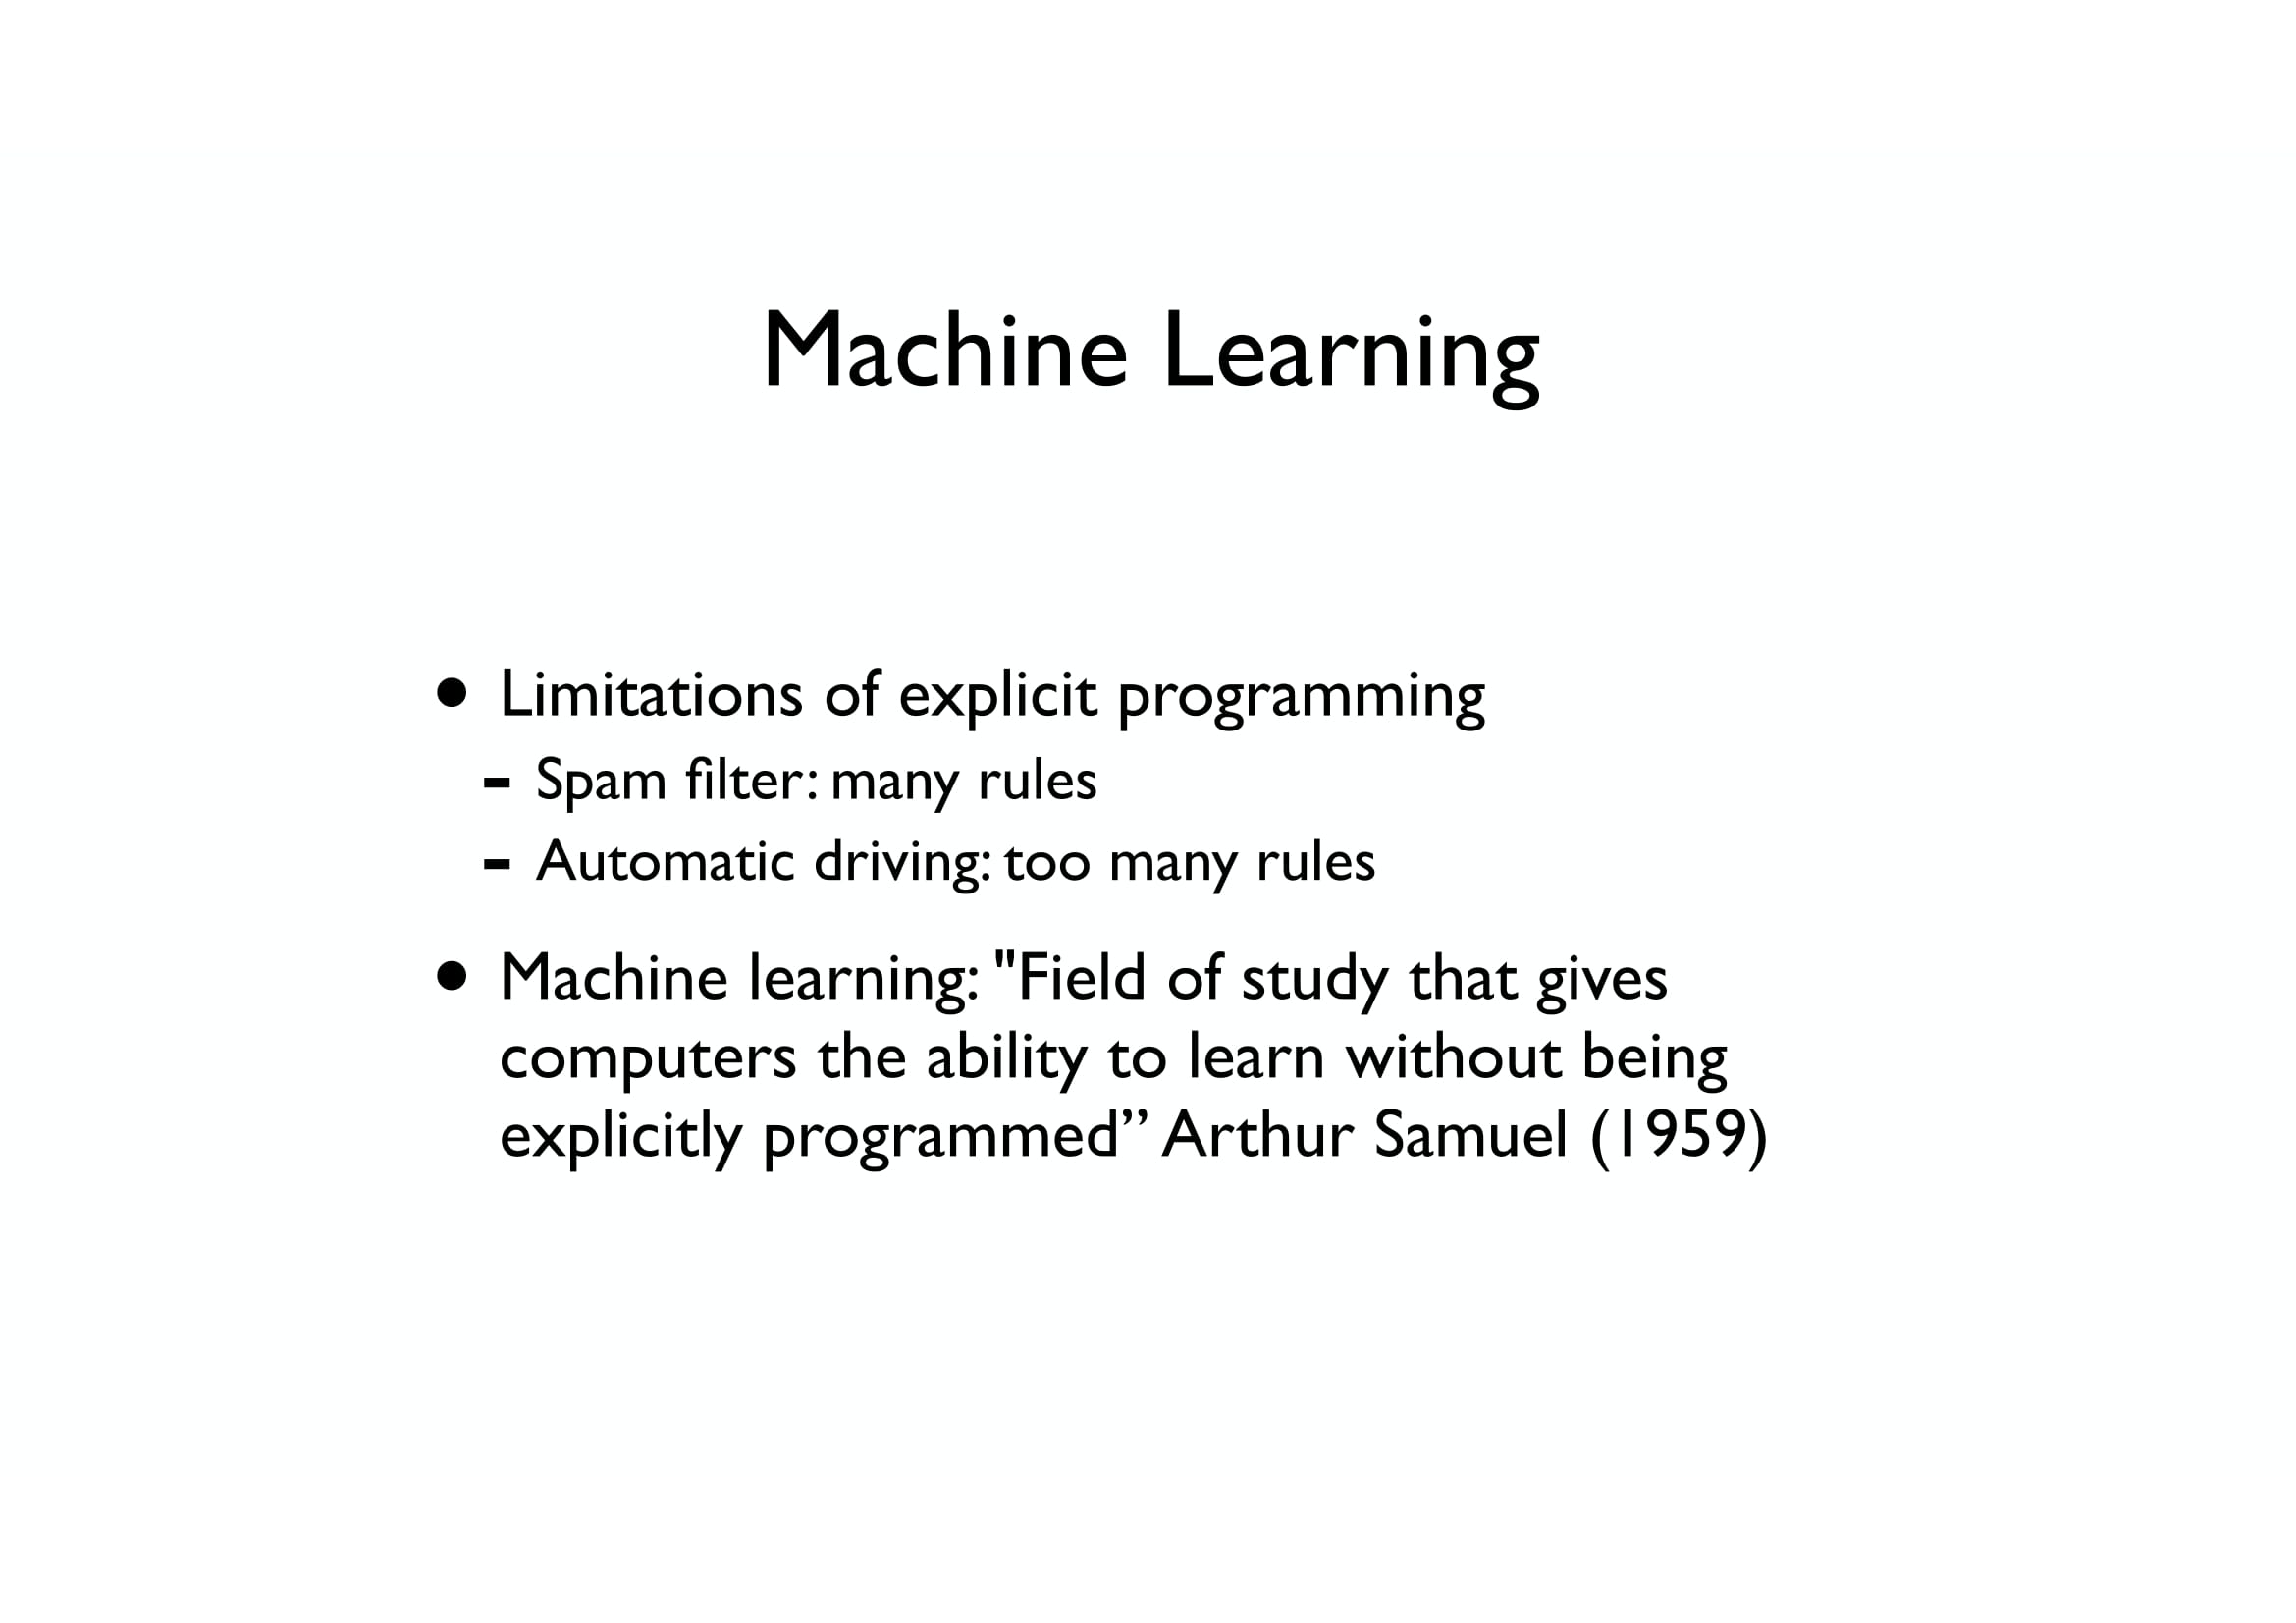 Machine Learning
• Limitations of explicit programming
- Spam filter: many rules
- Automatic driving: too many rules
• Machine learning: "Field of study that gives
computers the ability to learn without being
explicitly programmed” Arthur Samuel (1959)